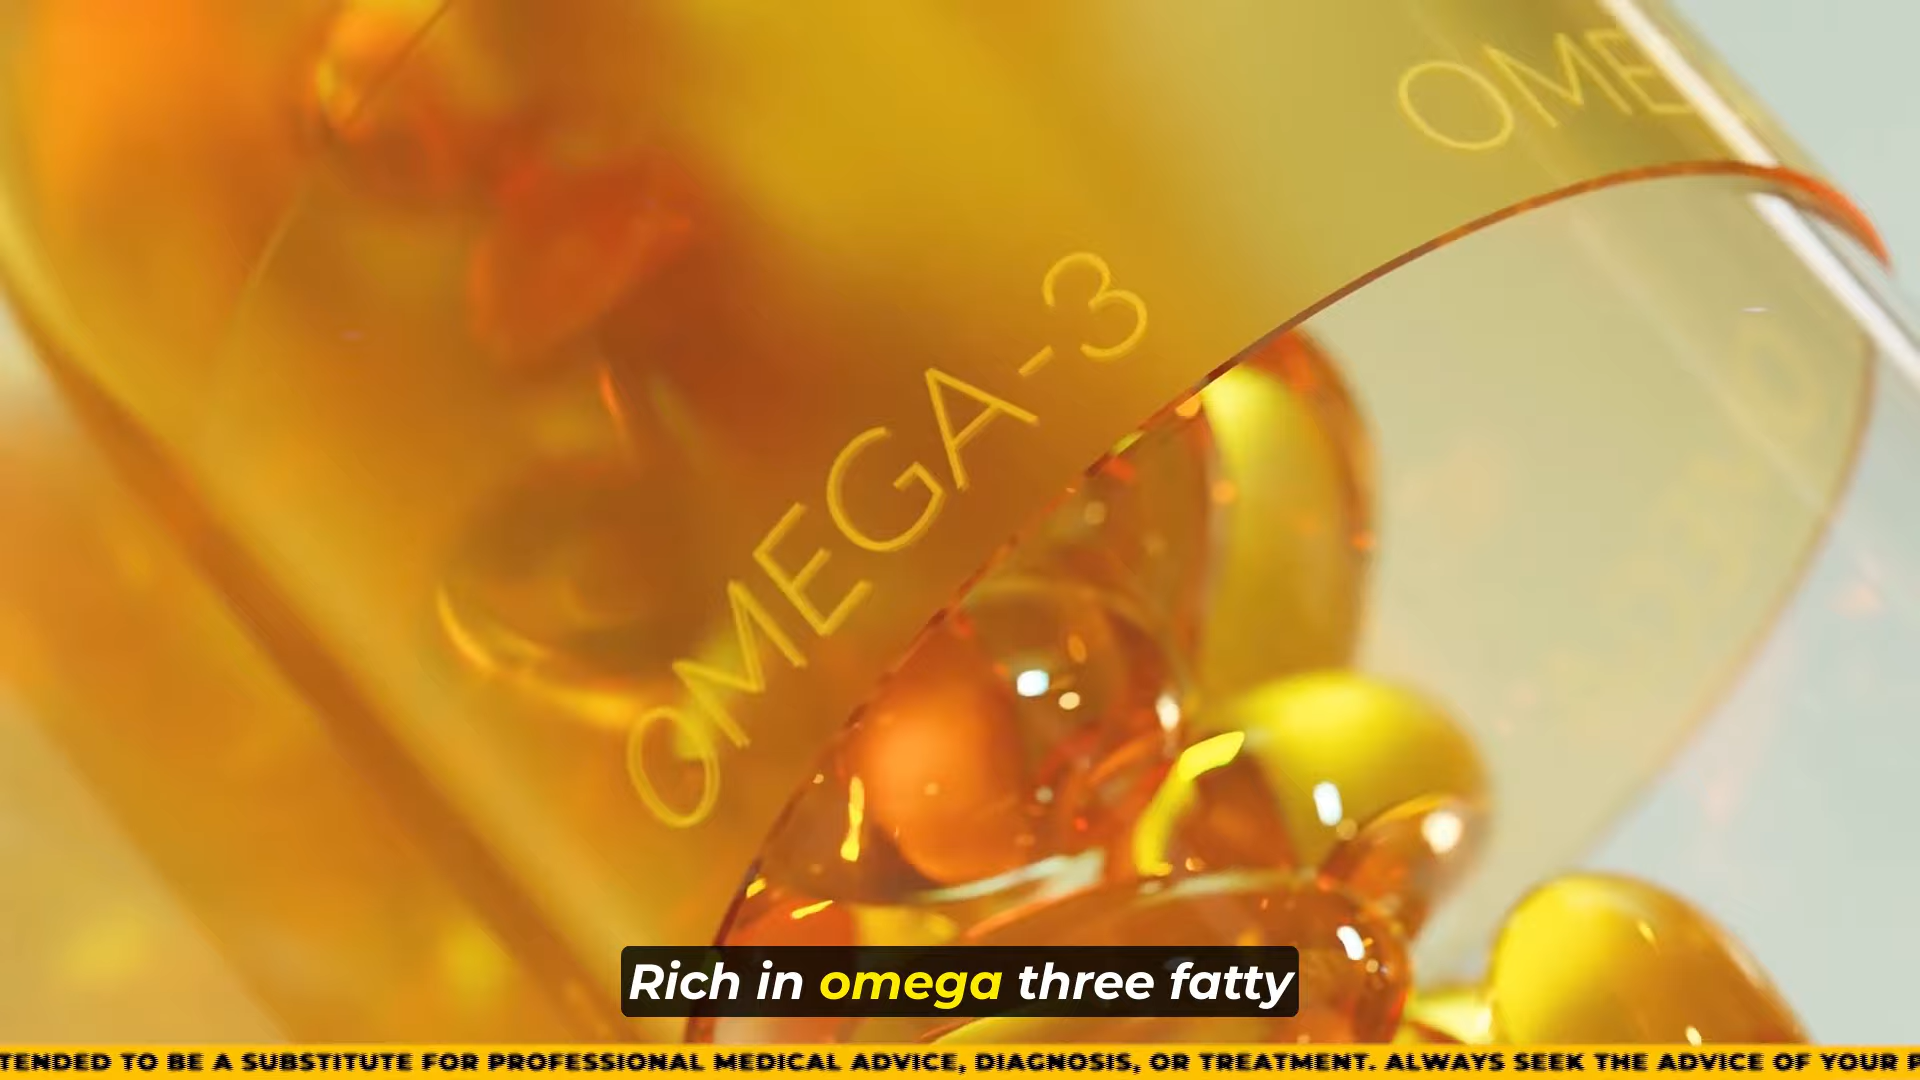 OME
OMEGA-3
Rich in omega three fatty
TENDED TO BE A SUBSTITUTE FOR PROFESSIONAL MEDICAL ADVICE, DIAGNOSIS, OR TREATMENT. ALWAYS SEEK THE ADVICE OF YOUR